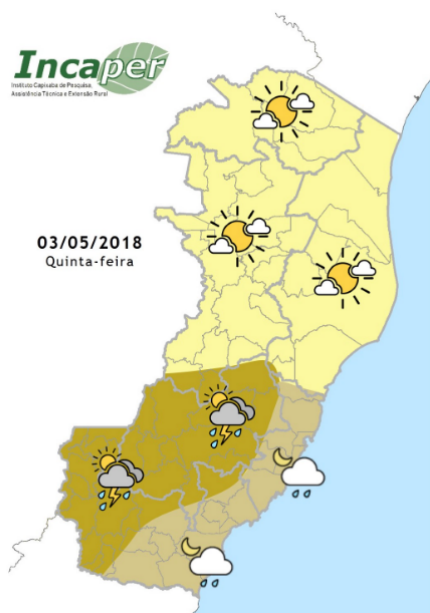 Incaper
Instituto Capixaba de Pesquisa,
Assistência Técnica e Extensão Rural
03/05/2018
Quinta-feira